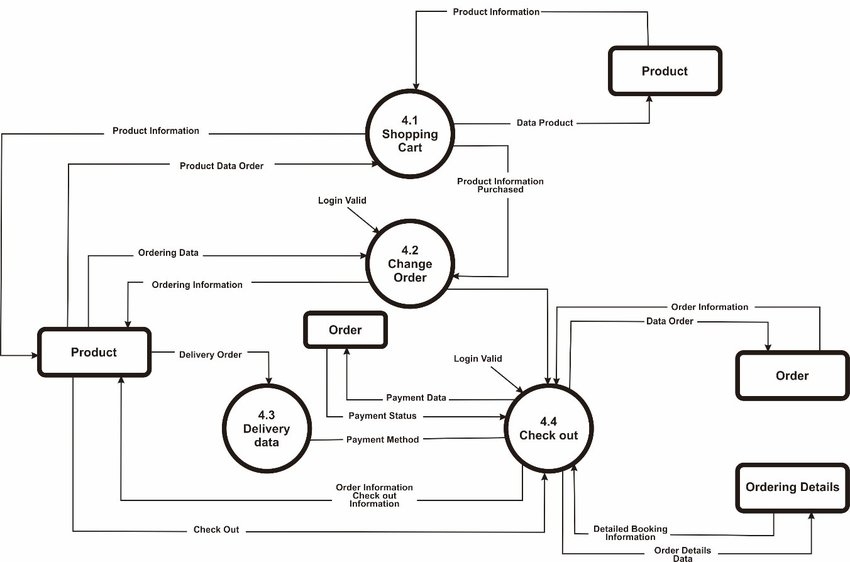 Product Information
Product
4.1
Shopping
Cart
Data Product
Product Information
Product Data Order
Product Information
Purchased
Login Valid
4.2
Change
Order
Ordering Data
Ordering Information
Order Information
Data Order
Order
Product
Delivery Order
Login Valid
Order
Payment Data
Payment Status
4.3
Delivery
data
Payment Method
4.4
Check out
Order Information
Check out
Information
Ordering Details
Check Out
Detailed Booking
Information
Order Details
Data